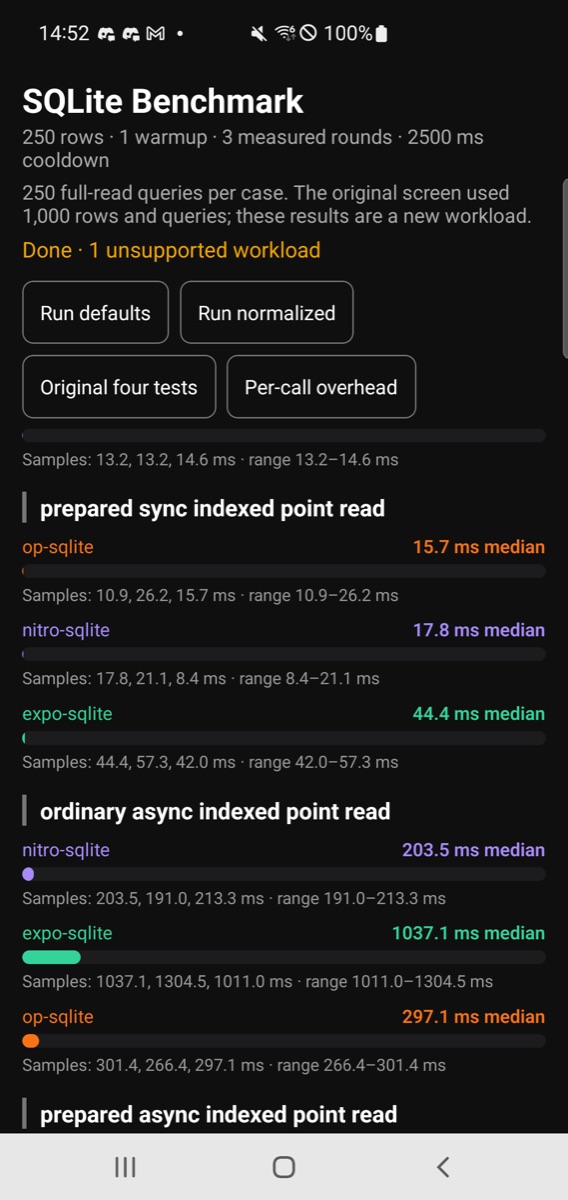 14:52 100%
SQLite Benchmark
250 rows · 1 warmup · 3 measured rounds · 2500 ms
cooldown
250 full-read queries per case. The original screen used
1,000 rows and queries; these results are a new workload.
Done · 1 unsupported workload
Run defaults
Run normalized
Original four tests
Per-call overhead
Samples: 13.2, 13.2, 14.6 ms · range 13.2–14.6 ms
prepared sync indexed point read
op-sqlite 15.7 ms median
Samples: 10.9, 26.2, 15.7 ms · range 10.9–26.2 ms
nitro-sqlite 17.8 ms median
Samples: 17.8, 21.1, 8.4 ms · range 8.4–21.1 ms
expo-sqlite 44.4 ms median
Samples: 44.4, 57.3, 42.0 ms · range 42.0–57.3 ms
ordinary async indexed point read
nitro-sqlite 203.5 ms median
Samples: 203.5, 191.0, 213.3 ms · range 191.0–213.3 ms
expo-sqlite 1037.1 ms median
Samples: 1037.1, 1304.5, 1011.0 ms · range 1011.0–1304.5 ms
op-sqlite 297.1 ms median
Samples: 301.4, 266.4, 297.1 ms · range 266.4–301.4 ms
prepared async indexed point read